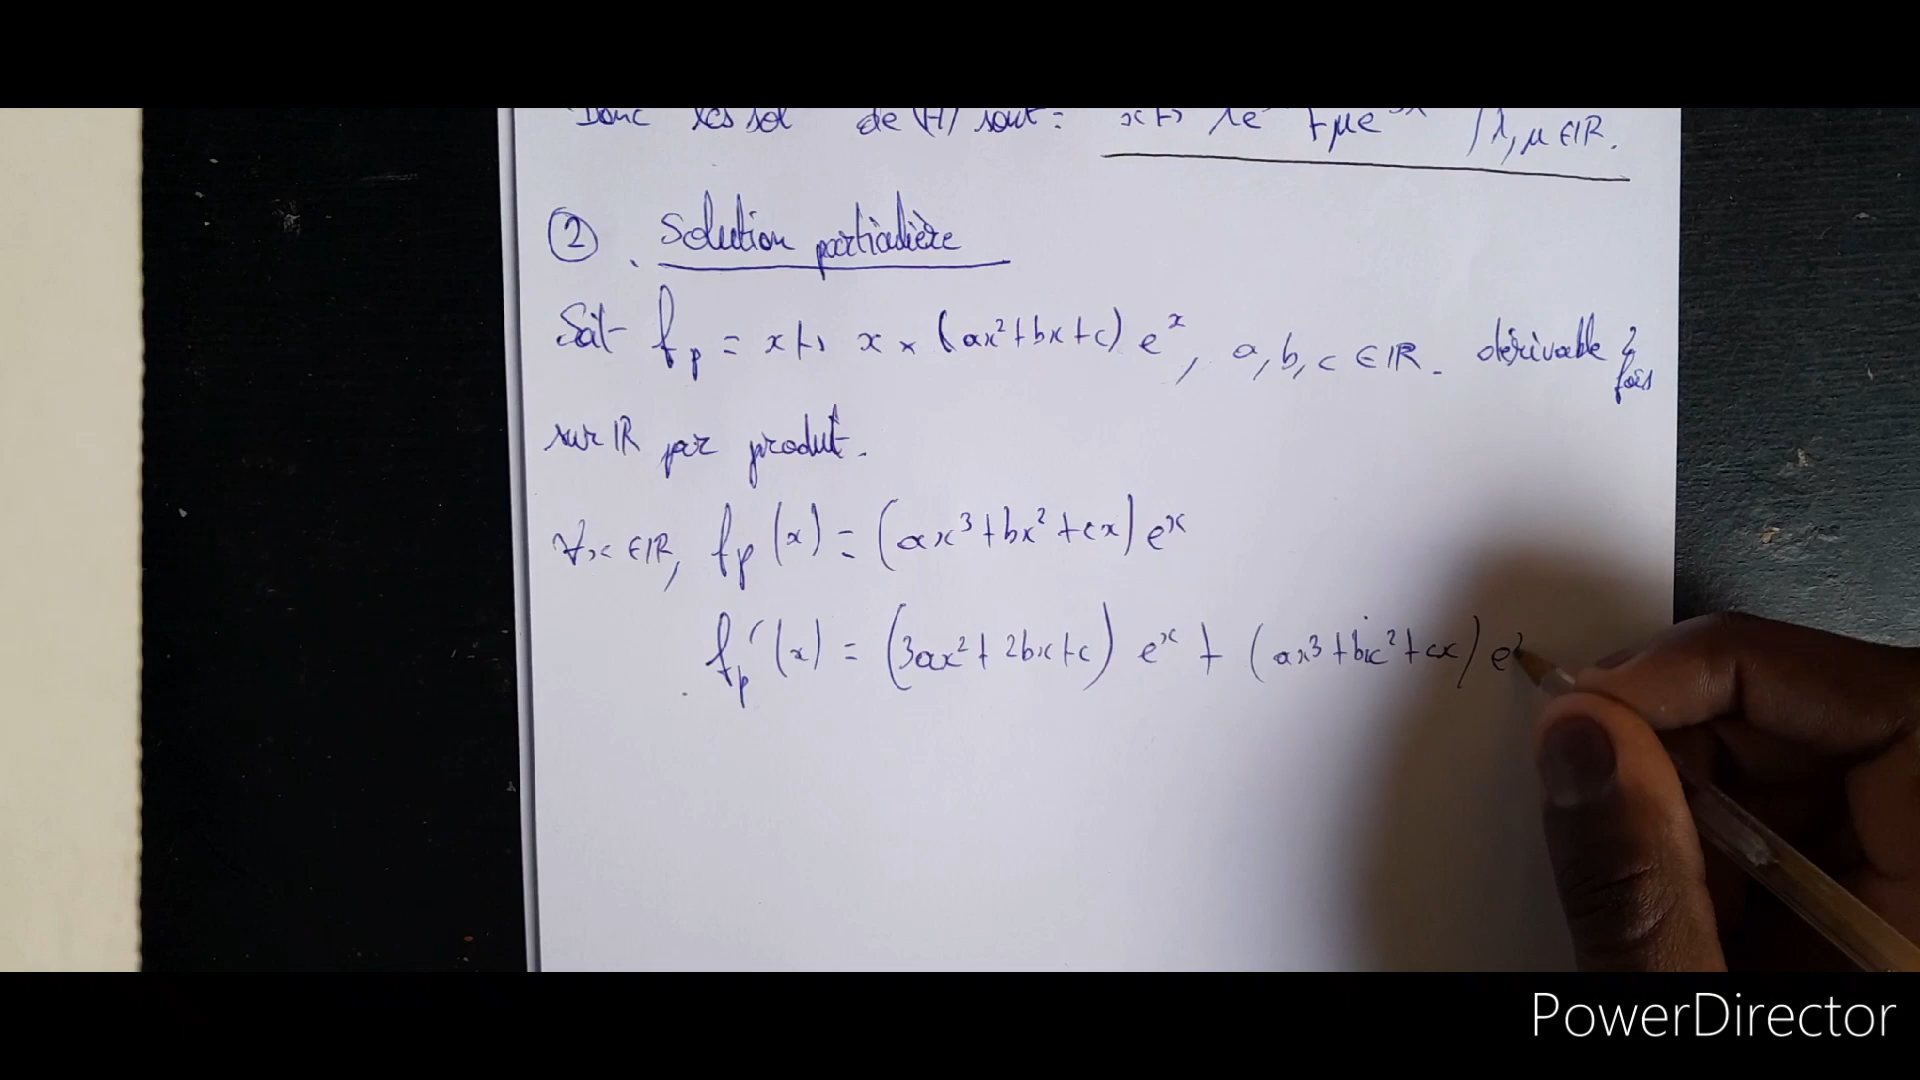 Donc les sol de (H) sont : x ↦ λe + μe / λ, μ ∈ IR.
② Solution particulière
Soit f_p = x ↦ x × (ax² + bx + c) e^x, a, b, c ∈ IR. dérivable 2 fois
sur IR par produit.
∀x ∈ IR, f_p (x) = (ax³ + bx² + cx) e^x
f_p'(x) = (3ax² + 2bx + c) e^x + (ax³ + bx² + cx) e
PowerDirector